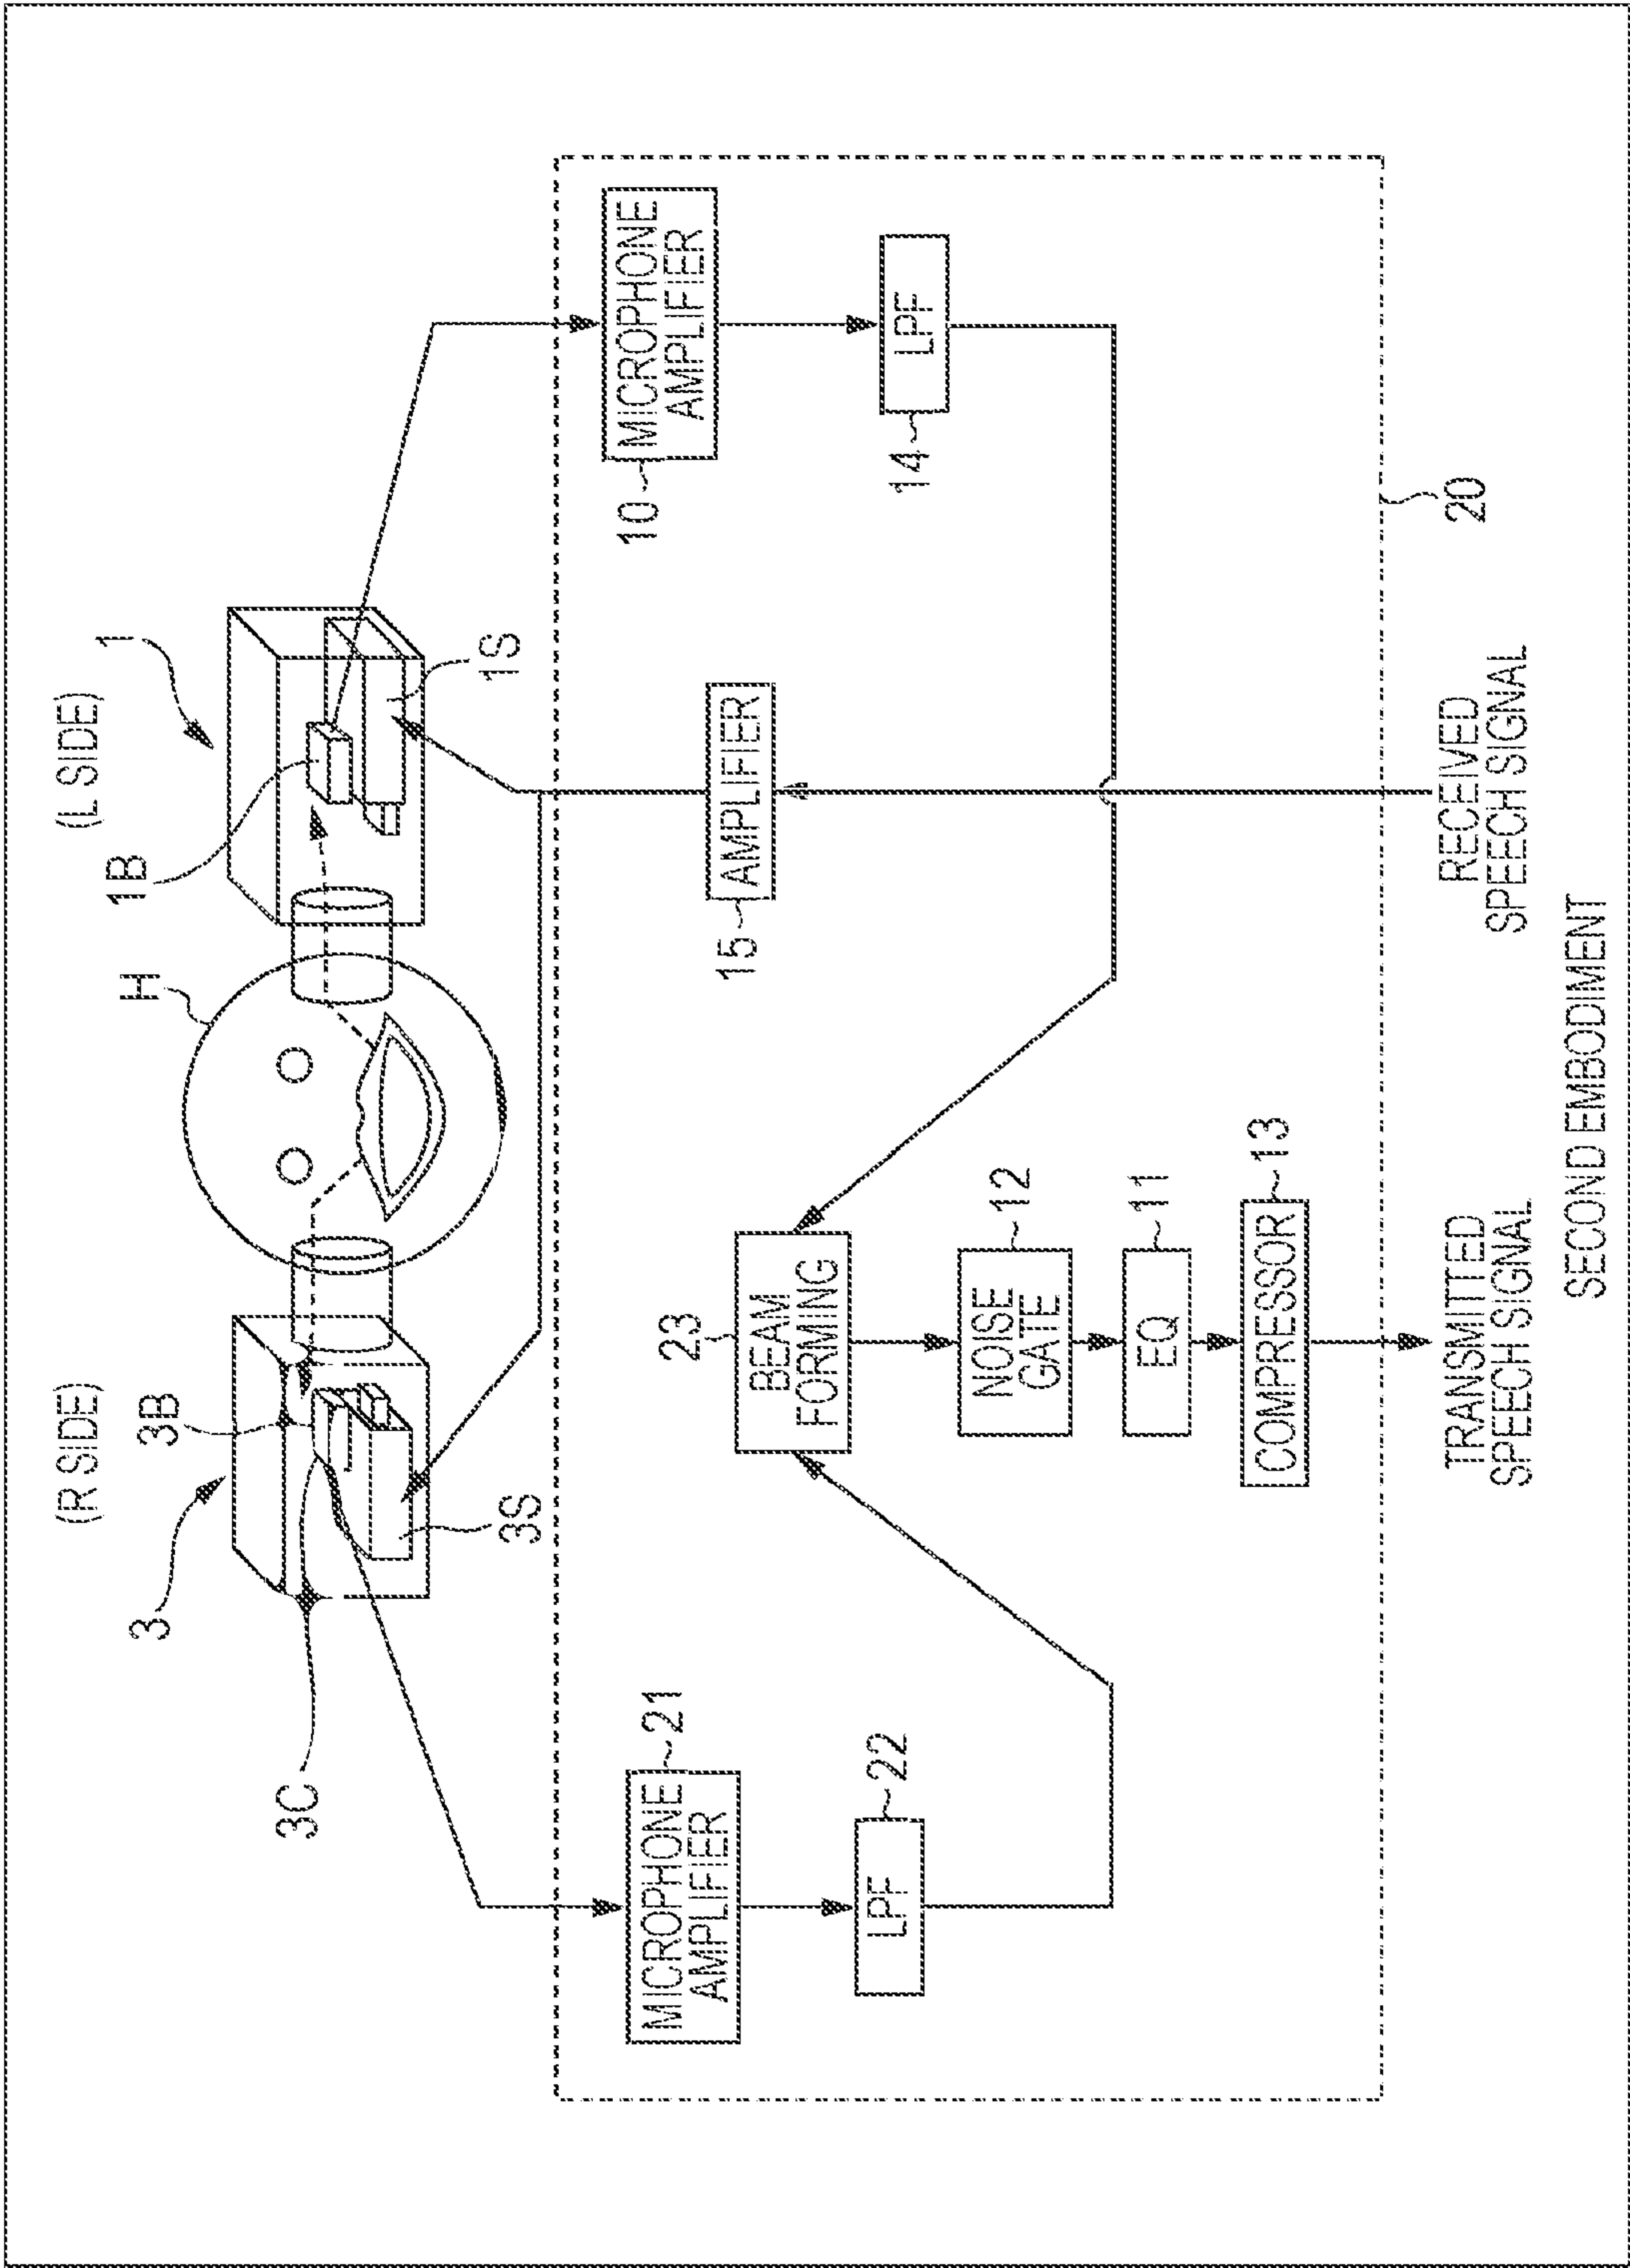 (R SIDE)
(L SIDE)
3
3B
H
1B
1
3C
3S
1S
MICROPHONE
AMPLIFIER
21
10
MICROPHONE
AMPLIFIER
23
BEAM
FORMING
15
AMPLIFIER
LPF
22
14
LPF
NOISE
GATE
12
EQ
11
COMPRESSOR
13
20
TRANSMITTED
SPEECH SIGNAL
RECEIVED
SPEECH SIGNAL
SECOND EMBODIMENT